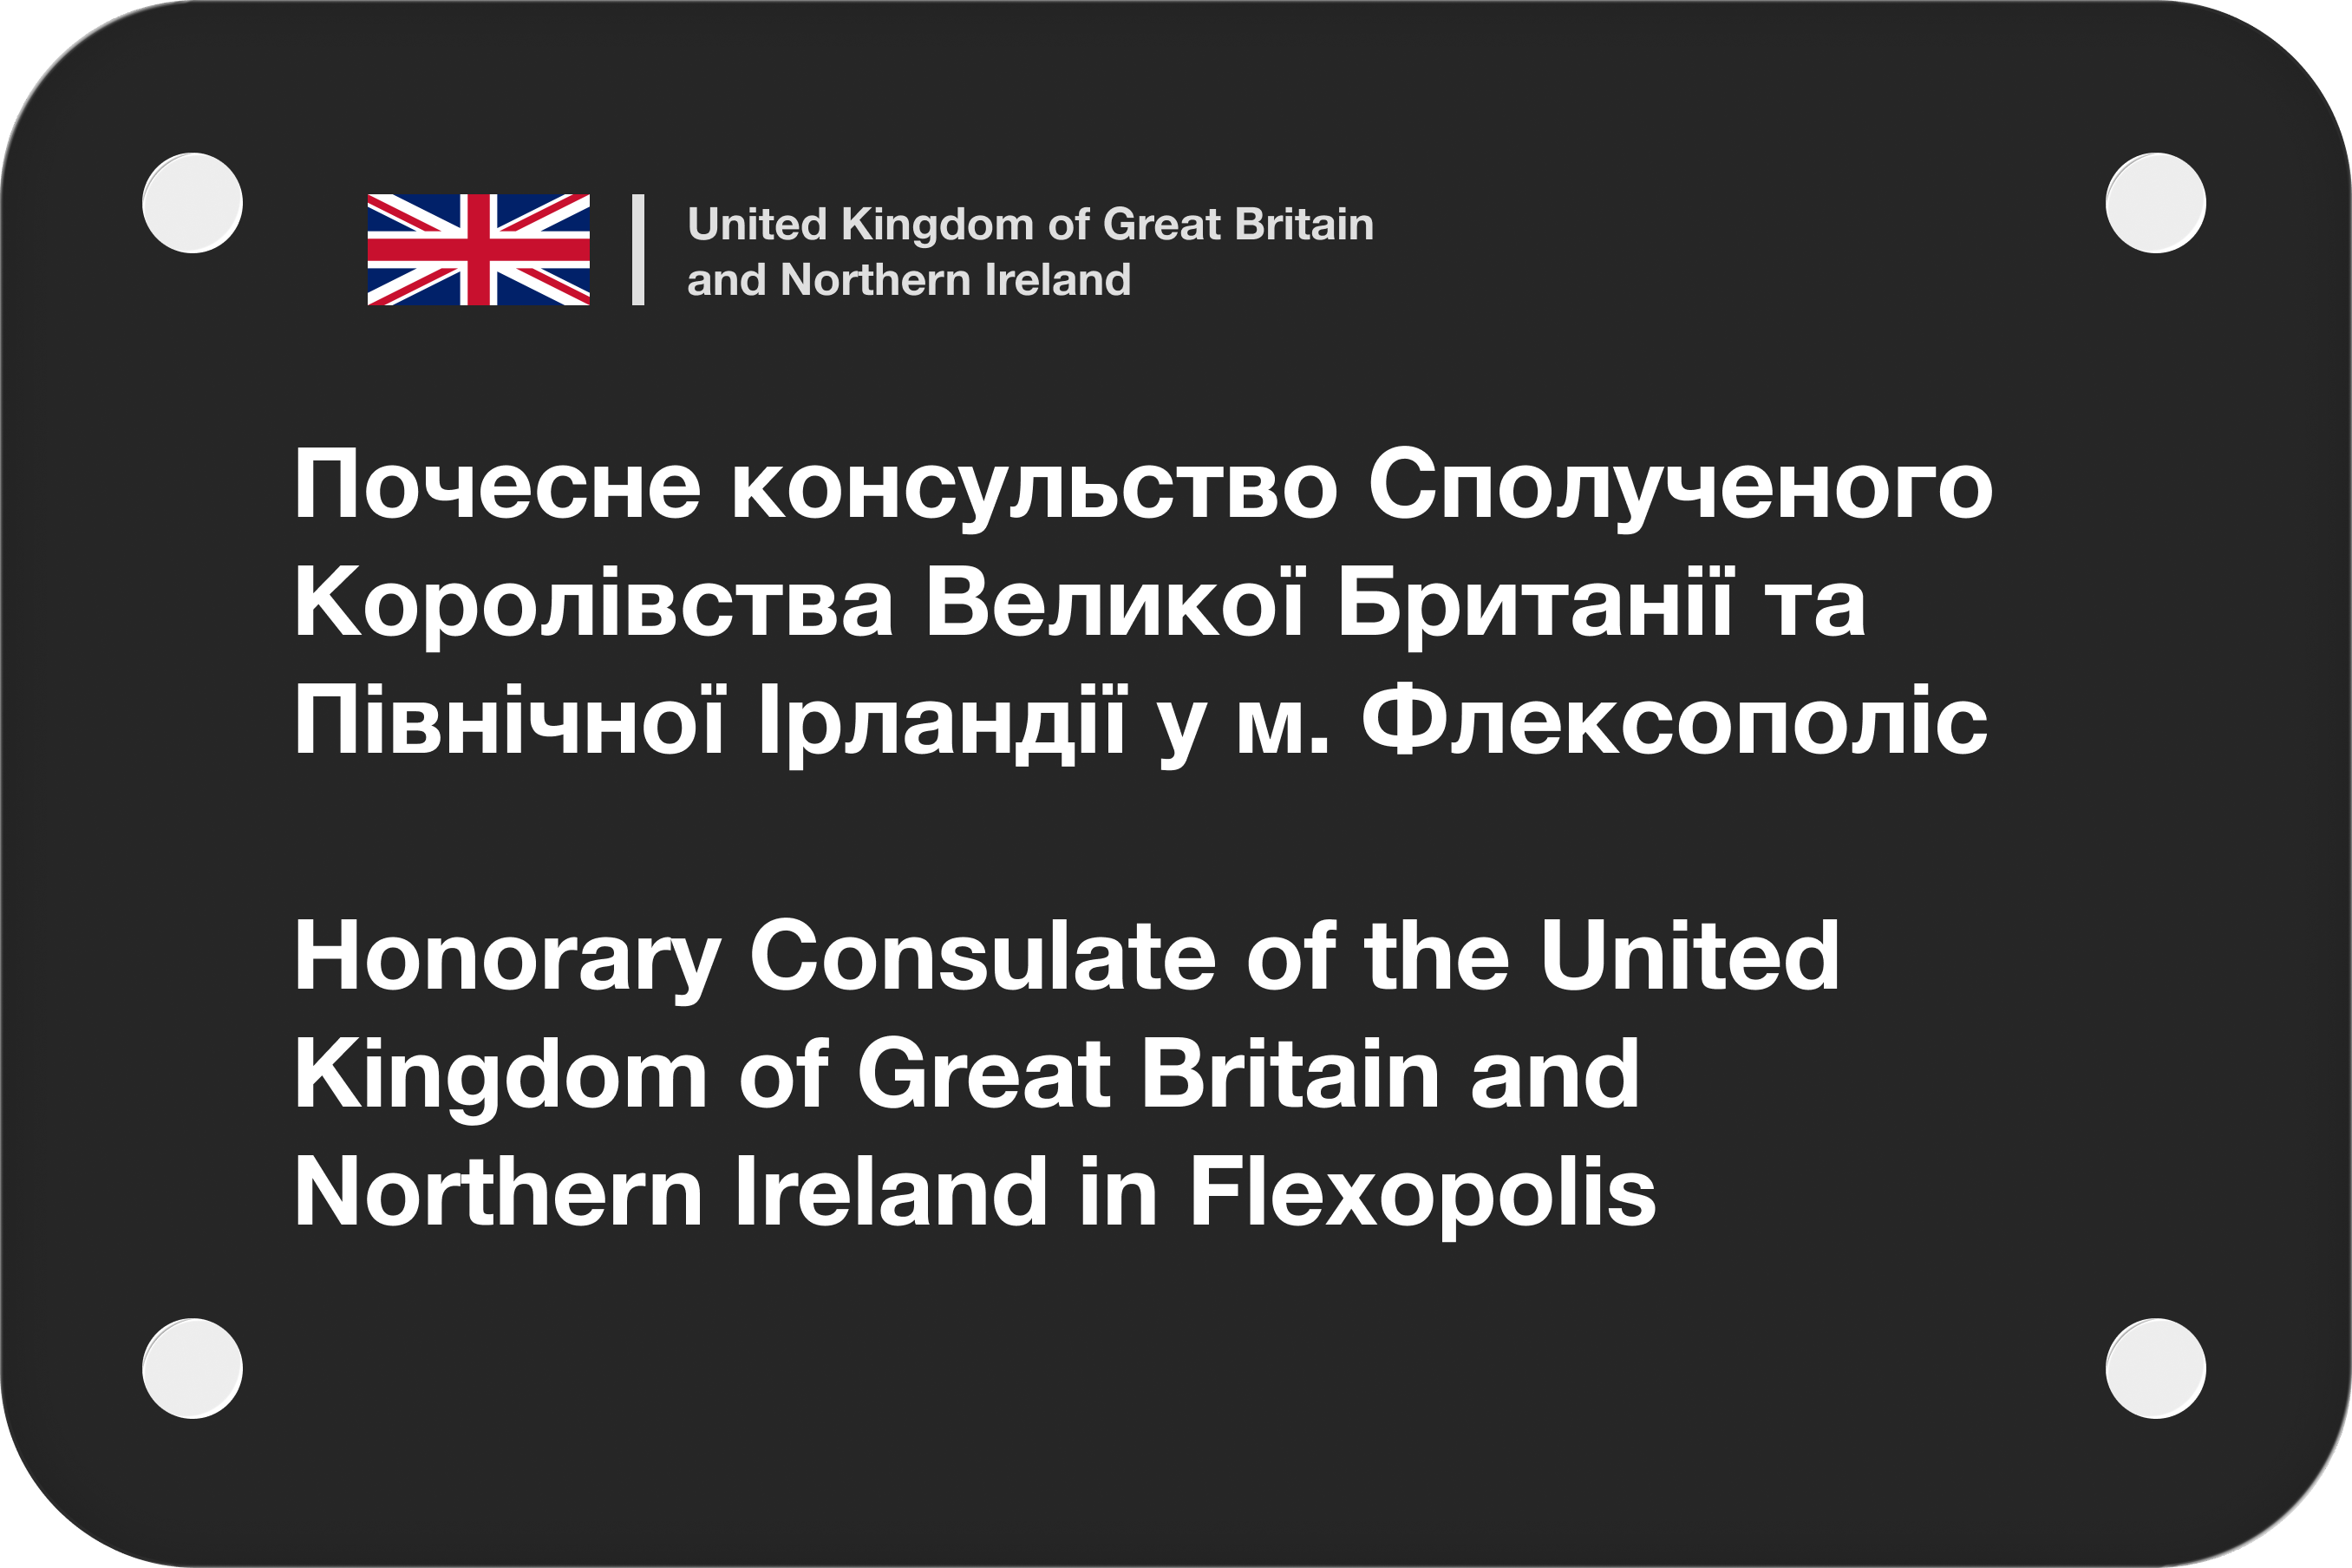 United Kingdom of Great Britain
and Northern Ireland
Почесне консульство Сполученого
Королівства Великої Британії та
Північної Ірландії у м. Флексополіс
Honorary Consulate of the United
Kingdom of Great Britain and
Northern Ireland in Flexopolis